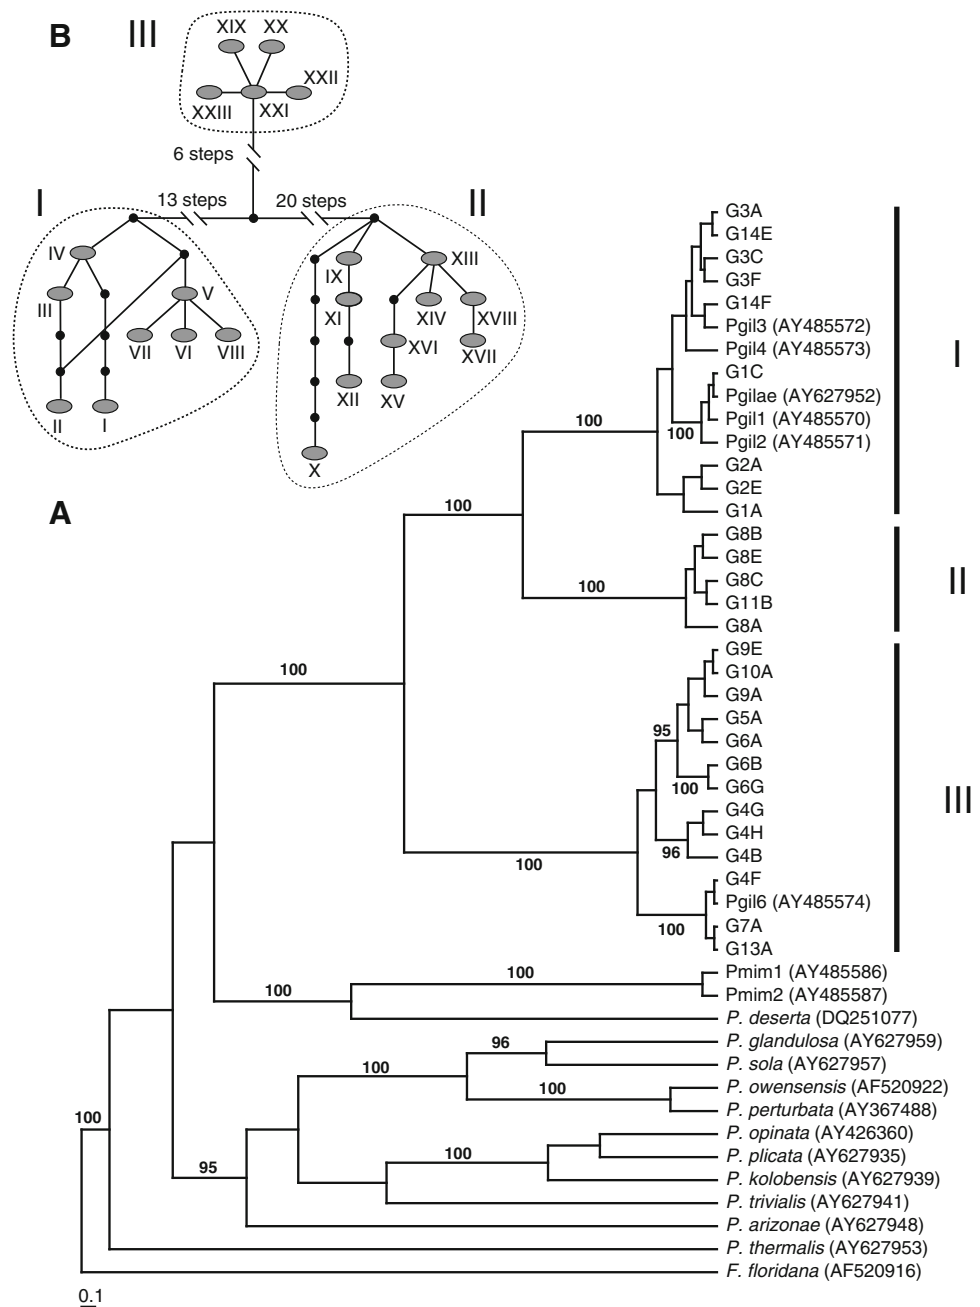 B
III
XIX XX
XXII
XXIII XXI
6 steps
I
13 steps 20 steps
II
IV
XIII
IX
III
V
XI
XIV
XVIII
VII VI VIII
XVI
XVII
XII XV
II I
X
A
G3A
G14E
G3C
G3F
G14F
Pgil3 (AY485572)
Pgil4 (AY485573)
I
G1C
Pgilae (AY627952)
100
Pgil1 (AY485570)
100
Pgil2 (AY485571)
G2A
G2E
100
G1A
G8B
G8E
G8C
II
100
G11B
G8A
G9E
100
G10A
G9A
G5A
95
G6A
G6B
100
G6G
III
G4G
G4H
96
G4B
100
G4F
Pgil6 (AY485574)
100
G7A
G13A
100
Pmim1 (AY485586)
100
Pmim2 (AY485587)
P. deserta (DQ251077)
96
P. glandulosa (AY627959)
100
P. sola (AY627957)
100
P. owensensis (AF520922)
100
P. perturbata (AY367488)
P. opinata (AY426360)
100
P. plicata (AY627935)
95
P. kolobensis (AY627939)
P. trivialis (AY627941)
P. arizonae (AY627948)
P. thermalis (AY627953)
F. floridana (AF520916)
0.1